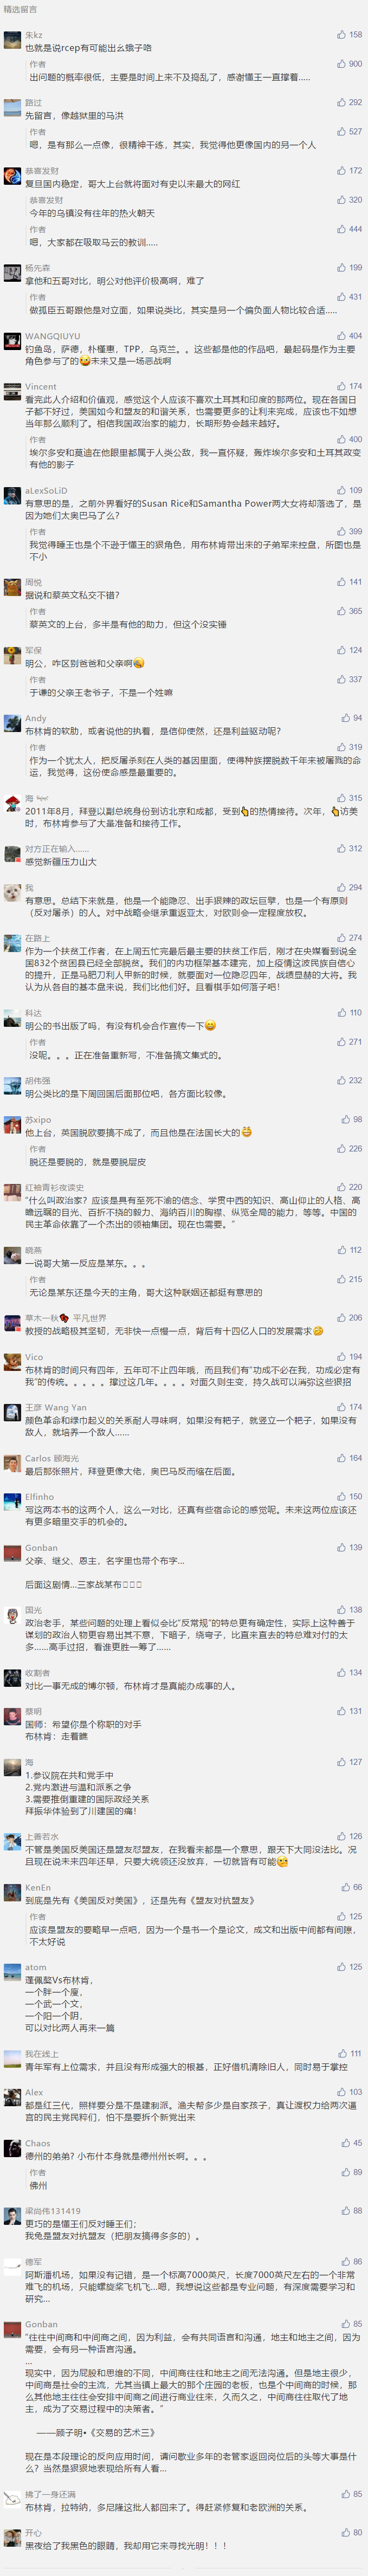 精选留言
朱kz
158
也就是说rcep有可能出幺蛾子咯
作者
900
出问题的概率很低，主要是时间上来不及捣乱了，感谢懂王一直撑着.....
路过
292
先留言，像越狱里的马洪
作者
527
嗯，是有那么一点像，很精神干练，其实，我觉得他更像国内的另一个人
恭喜发财
172
复旦国内稳定，哥大上台就将面对有史以来最大的网红
恭喜发财
320
今年的乌镇没有往年的热火朝天
作者
444
嗯，大家都在吸取马云的教训.....
杨先森
199
拿他和五哥对比，明公对他评价极高啊，难了
作者
431
做孤臣五哥跟他是对立面，如果说类比，其实是另一个偏负面人物比较合适.....
WANGQIUYU
404
钓鱼岛，萨德，朴槿惠，TPP，乌克兰。。这些都是他的作品吧，最起码是作为主要
角色参与了的未来又是一场恶战啊
Vincent
174
看完此人介绍和价值观，感觉这个人应该不喜欢土耳其和印度的那两位。现在各国日
子都不好过，美国如今和盟友的和谐关系，也需要更多的让利来完成，应该也不如想
当年那么顺利了。相信我国政治家的能力，长期形势会越来越好。
作者
400
埃尔多安和莫迪在他眼里都属于人类公敌，我一直怀疑，轰炸埃尔多安和土耳其政变
有他的影子
aLexSoLiD
109
有意思的是，之前外界看好的Susan Rice和Samantha Power两大女将却落选了，是
因为她们太奥巴马了么？
作者
399
我觉得睡王也是个不逊于懂王的狠角色，用布林肯带出来的子弟军来控盘，所图也是
不小
周悦
141
据说和蔡英文私交不错？
作者
365
蔡英文的上台，多半是有他的助力，但这个没实锤
军保
124
明公，咋区别爸爸和父亲啊
作者
337
于谦的父亲王老爷子，不是一个姓嘛
Andy
94
布林肯的软肋，或者说他的执着，是信仰使然，还是利益驱动呢？
作者
319
作为一个犹太人，把反屠杀刻在人类的基因里面，使得种族摆脱数千年来被屠戮的命
运，我觉得，这份使命感是最重要的。
海
315
2011年8月，拜登以副总统身份到访北京和成都，受到的热情接待。次年，访美
时，布林肯参与了大量准备和接待工作。
对方正在输入......
312
感觉新疆压力山大
我
294
有意思。总结下来就是，他是一个能隐忍、出手狠辣的政坛巨擘，也是一个有原则
（反对屠杀）的人。对中战略会继承重返亚太，对欧则会一定程度放权。
在路上
274
作为一个扶贫工作者，在上周五忙完最后最主要的扶贫工作后，刚才在央媒看到说全
国832个贫困县已经全部脱贫。我们的内功框架基本建完，加上疫情这波民族自信心
的提升，正是马肥刀利人甲新的时候，就要面对一位隐忍四年，战绩显赫的大将。我
认为从各自的基本盘来说，我们比他们好。且看棋手如何落子吧！
科达
110
明公的书出版了吗，有没有机会合作宣传一下
作者
271
没呢。。。正在准备重新写，不准备搞文集式的。
胡伟强
232
明公类比的是下周回国后面那位吧，各方面比较像。
苏xipo
98
他上台，英国脱欧要搞不成了，而且他是在法国长大的
作者
226
脱还是要脱的，就是要脱层皮
红袖青衫夜读史
220
“什么叫政治家？应该是具有至死不渝的信念、学贯中西的知识、高山仰止的人格、高
瞻远瞩的目光、百折不挠的毅力、海纳百川的胸襟、纵览全局的能力，等等。中国的
民主革命依靠了一个杰出的领袖集团。现在也需要。”
晓燕
112
一说哥大第一反应是某东。。。
作者
215
无论是某东还是今天的主角，哥大这种联姻还都挺有意思的
草木一秋 平凡世界
206
教授的战略极其坚韧，无非快一点慢一点，背后有十四亿人口的发展需求
Vico
194
布林肯的时间只有四年，五年可不止四年哦，而且我们有“功成不必在我，功成必定有
我”的传统。。。。。撑过这几年。。。。对面久则生变，持久战可以消弥这些狠招
王彦 Wang Yan
174
颜色革命和绿巾起义的关系耐人寻味啊，如果没有耙子，就竖立一个耙子，如果没有
敌人，就培养一个敌人......
Carlos 顾海光
164
最后那张照片，拜登更像大佬，奥巴马反而缩在后面。
Elfinho
150
写这两本书的这两个人，这么一对比，还真有些宿命论的感觉呢。未来这两位应该还
有更多暗里交手的机会的。
Gonban
139
父亲、继父、恩主，名字里也带个布字...
后面这剧情...三家战某布
国光
138
政治老手，某些问题的处理上看似会比“反常规”的特总更有确定性，实际上这种善于
谋划的政治人物更容易出其不意，下暗子，绕弯子，比直来直去的特总难对付的太
多......高手过招，看谁更胜一筹了......
收割者
134
对比一事无成的博尔顿，布林肯才是真能办成事的人。
蔡明
131
国师：希望你是个称职的对手
布林肯：走着瞧
海
127
1.参议院在共和党手中
2.党内激进与温和派系之争
3.需要推倒重建的国际政经关系
拜振华体验到了川建国的痛！
上善若水
126
不管是美国反美国还是盟友怼盟友，在我看来都是一个意思，跟天下大同没法比。况
且现在说未来四年还早，只要大统领还没放弃，一切就皆有可能
KenEn
66
到底是先有《美国反对美国》，还是先有《盟友对抗盟友》
作者
125
应该是盟友的要略早一点吧，因为一个是书一个是论文，成文和出版中间都有间隙，
不太好说
atom
125
蓬佩奥Vs布林肯，
一个胖一个瘦，
一个武一个文，
一个阳一个阴，
可以对比两人再来一篇
我在线上
111
青年军有上位需求，并且没有形成强大的根基，正好借机清除旧人，同时易于掌控
Alex
103
都是红三代，照样要分是不是建制派。渔夫帮多少是自家孩子，真让渡权力给两次逼
宫的民主党民粹们，怕不是要拆个新党出来
Chaos
45
德州的弟弟？小布什本身就是德州州长啊。。。
作者
89
佛州
梁尚伟131419
88
更巧的是懂王们反对睡王们；
我兔是盟友对抗盟友（把朋友搞得多多的）。
德军
86
阿斯潘机场，如果没有记错，是一个标高7000英尺，长度7000英尺左右的一个非常
难飞的机场，只能螺旋桨飞机飞...嗯，我想说这些都是专业问题，有深度需要学习和
研究...
Gonban
85
“往往中间商和中间商之间，因为利益，会有共同语言和沟通，地主和地主之间，因为
需要，会有另一种语言沟通。
...
现实中，因为屁股和思维的不同，中间商往往和地主之间无法沟通。但是地主很少，
中间商是社会的主流，尤其当镇上最大的那个庄园的老板，也是个中间商的时候，那
么其他地主往往会安排中间商之间进行商业往来，久而久之，中间商往往取代了地
主，成为了交易过程中的决策者。”
——顾子明•《交易的艺术三》
现在是本段理论的反向应用时间，请问歇业多年的老管家返回岗位后的头等大事是什
么？当然是狠狠地表现给所有人看...
拂了一身还满
85
布林肯，拉特纳，多尼隆这批人都回来了。得赶紧修复和老欧洲的关系。
开心
80
黑夜给了我黑色的眼睛，我却用它来寻找光明！！！